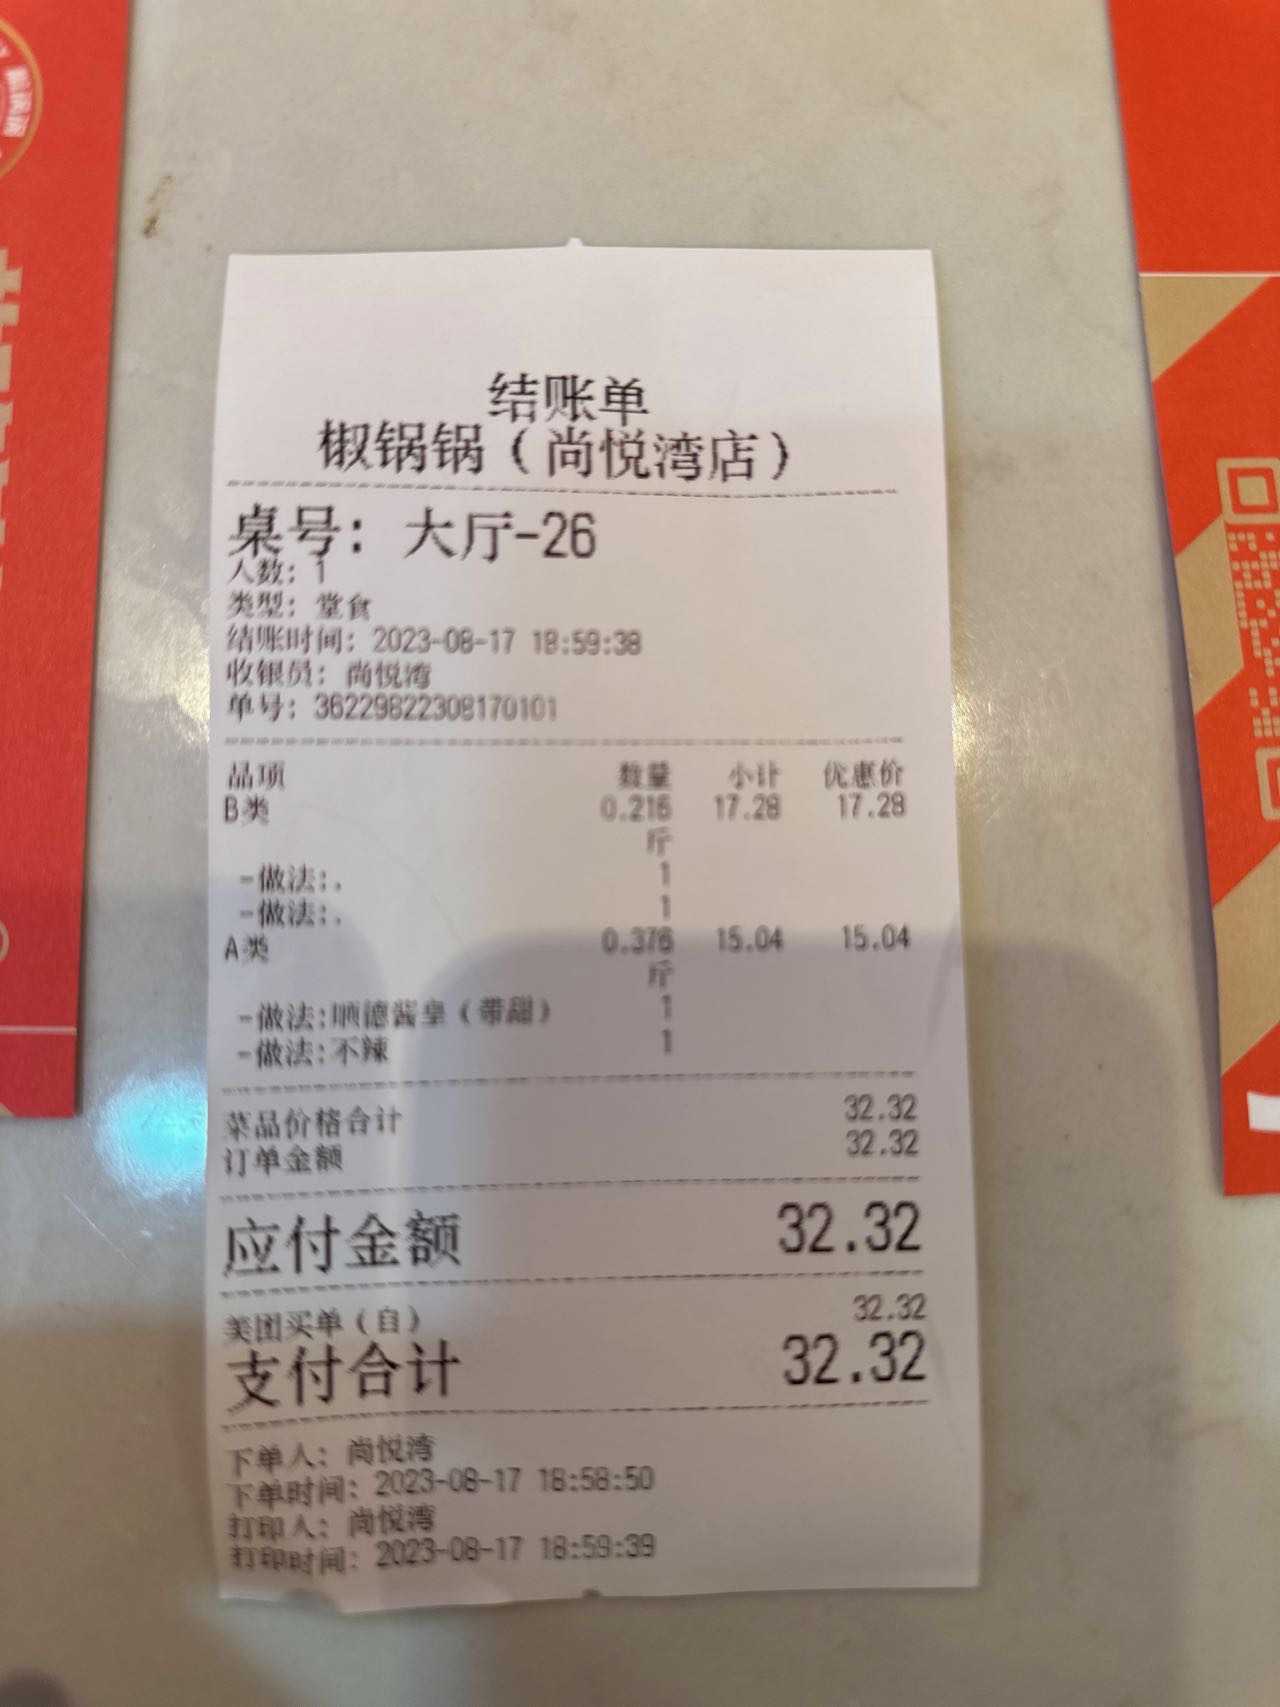 结账单
椒锅锅（尚悦湾店）
桌号：大厅-26
人数：1
类型：堂食
结账时间：2023-08-17 18:59:38
收银员：尚悦湾
单号：36229822308170101
品项 数量 小计 优惠价
B类 0.216 17.28 17.28
斤
-做法:. 1
-做法:. 1
A类 0.376 15.04 15.04
斤
-做法:顺德酱皇（带甜） 1
-做法:不辣 1
菜品价格合计 32.32
订单金额 32.32
应付金额 32.32
美团买单（自） 32.32
支付合计 32.32
下单人：尚悦湾
下单时间：2023-08-17 18:58:50
打印人：尚悦湾
打印时间：2023-08-17 18:59:39